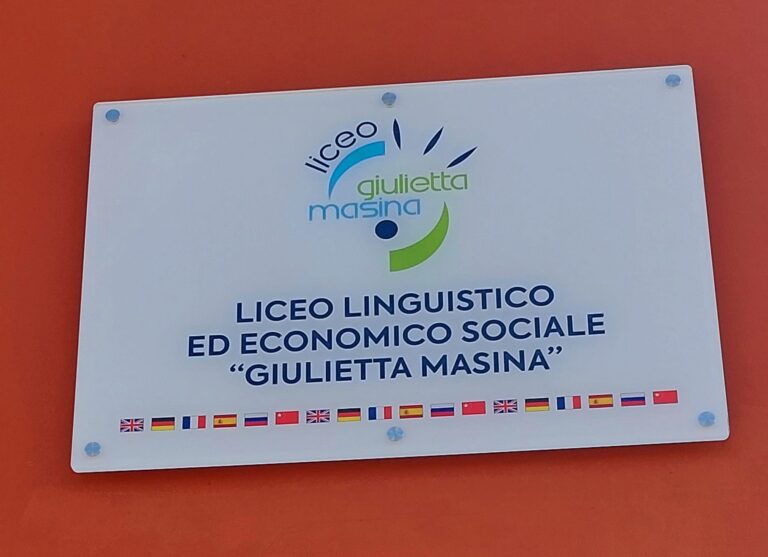 liceo
giulietta
masina
LICEO LINGUISTICO
ED ECONOMICO SOCIALE
“GIULIETTA MASINA”